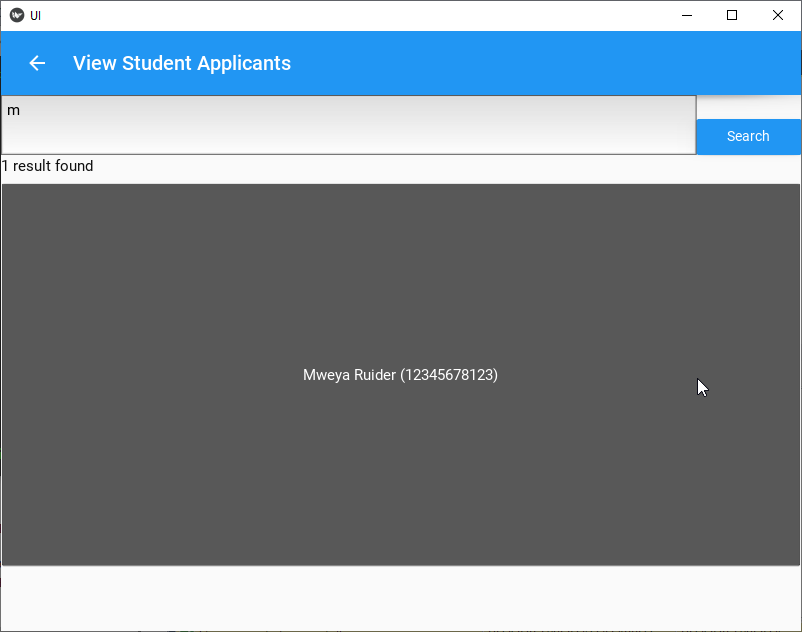 UI
View Student Applicants
m
Search
1 result found
Mweya Ruider (12345678123)